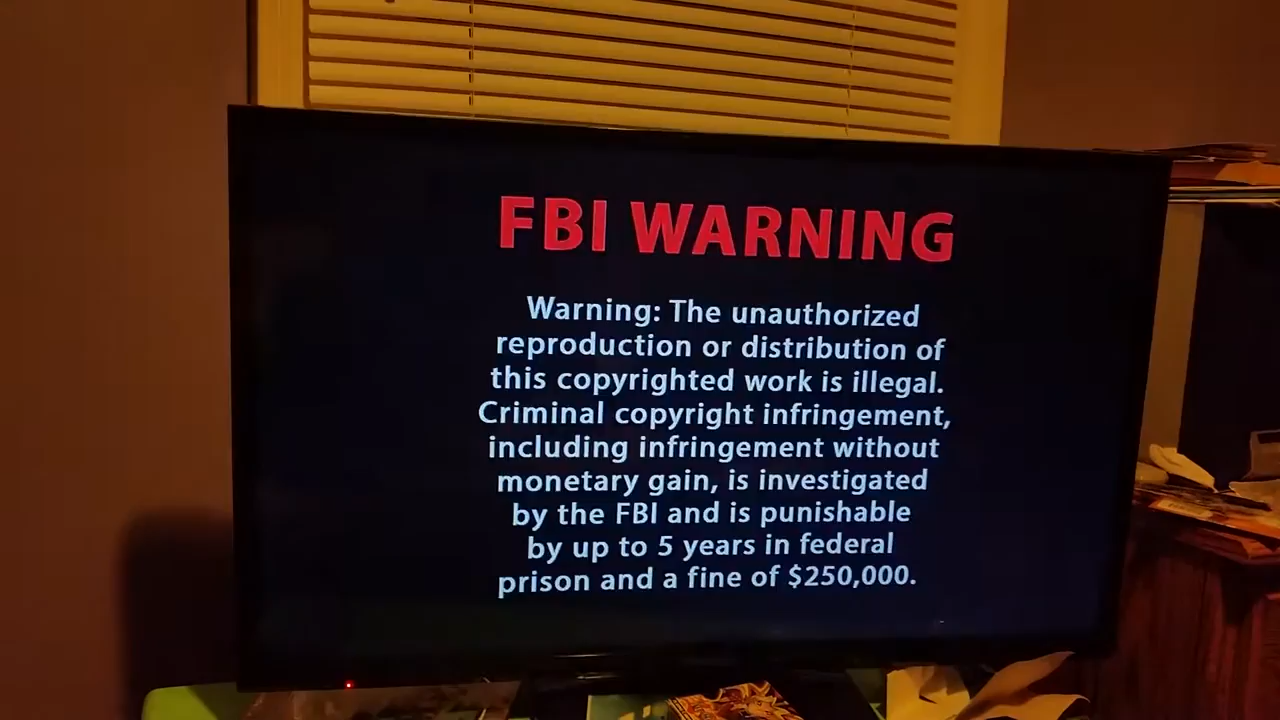 FBI WARNING
Warning: The unauthorized
reproduction or distribution of
this copyrighted work is illegal.
Criminal copyright infringement,
including infringement without
monetary gain, is investigated
by the FBI and is punishable
by up to 5 years in federal
prison and a fine of $250,000.